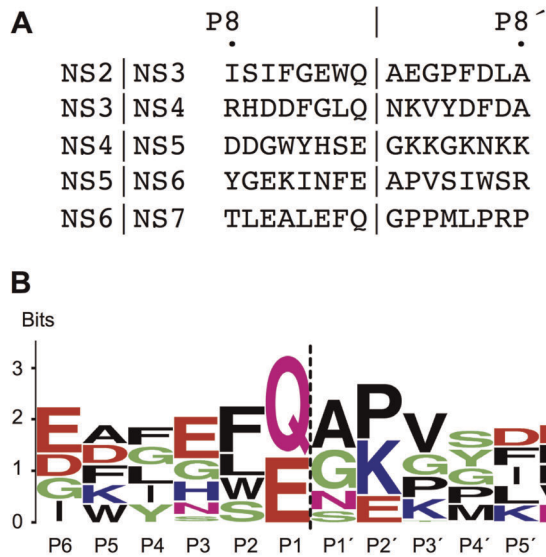 A
P8 | P8´
NS2|NS3 ISIFGEWQ|AEGPFDLA
NS3|NS4 RHDDFGLQ|NKVYDFDA
NS4|NS5 DDGWYHSE|GKKGKNKK
NS5|NS6 YGEKINFE|APVSIWSR
NS6|NS7 TLEALEFQ|GPPMLPRP
B
Bits
3
2
1
0
E D G I
A D F K W
F G L I Y
E G H N S
F L W S
Q E
A G N S
P K E
V G P K
S Y G P M
D F I L K
P6 P5 P4 P3 P2 P1 P1´ P2´ P3´ P4´ P5´